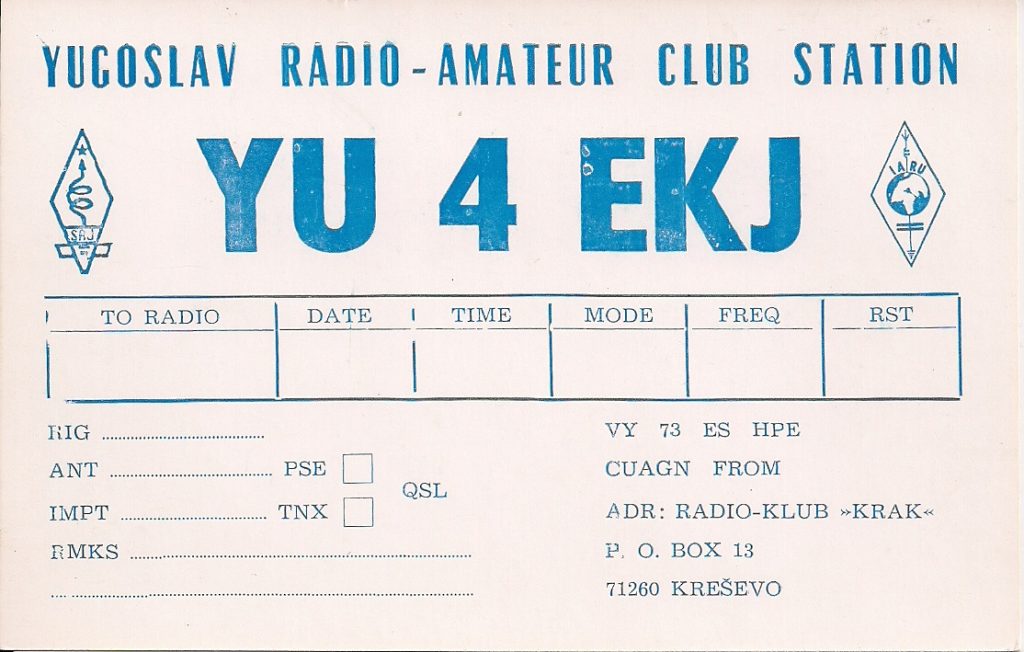 YUGOSLAV RADIO-AMATEUR CLUB STATION
SRJ
YU 4 EKJ
IARU
TO RADIO DATE TIME MODE FREQ RST
RIG
ANT PSE
QSL
IMPT TNX
RMKS
VY 73 ES HPE
CUAGN FROM
ADR: RADIO-KLUB »KRAK«
P. O. BOX 13
71260 KREŠEVO